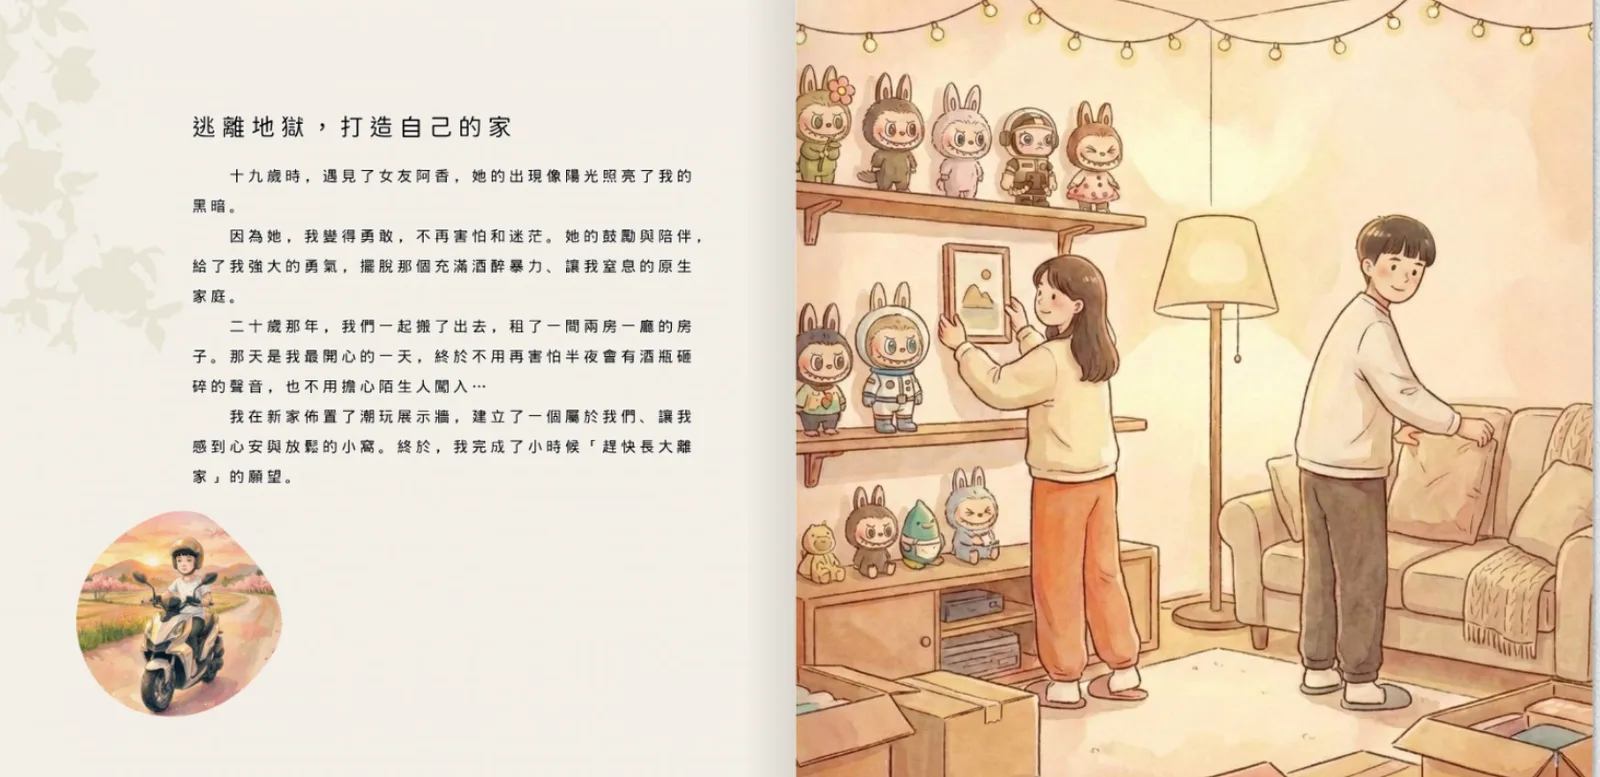 逃離地獄，打造自己的家
十九歲時，遇見了女友阿香，她的出現像陽光照亮了我的
黑暗。
因為她，我變得勇敢，不再害怕和迷茫。她的鼓勵與陪伴，
給了我強大的勇氣，擺脫那個充滿酒醉暴力、讓我窒息的原生
家庭。
二十歲那年，我們一起搬了出去，租了一間兩房一廳的房
子。那天是我最開心的一天，終於不用再害怕半夜會有酒瓶砸
碎的聲音，也不用擔心陌生人闖入⋯
我在新家佈置了潮玩展示牆，建立了一個屬於我們、讓我
感到心安與放鬆的小窩。終於，我完成了小時候「趕快長大離
家」的願望。